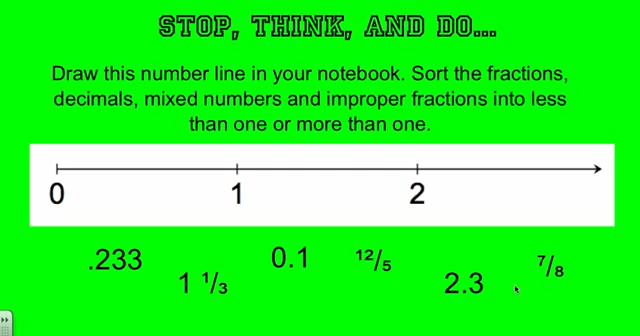 STOP, THINK, AND DO...
Draw this number line in your notebook. Sort the fractions,
decimals, mixed numbers and improper fractions into less
than one or more than one.
0 1 2
.233 1 1/3 0.1 12/5 2.3 7/8